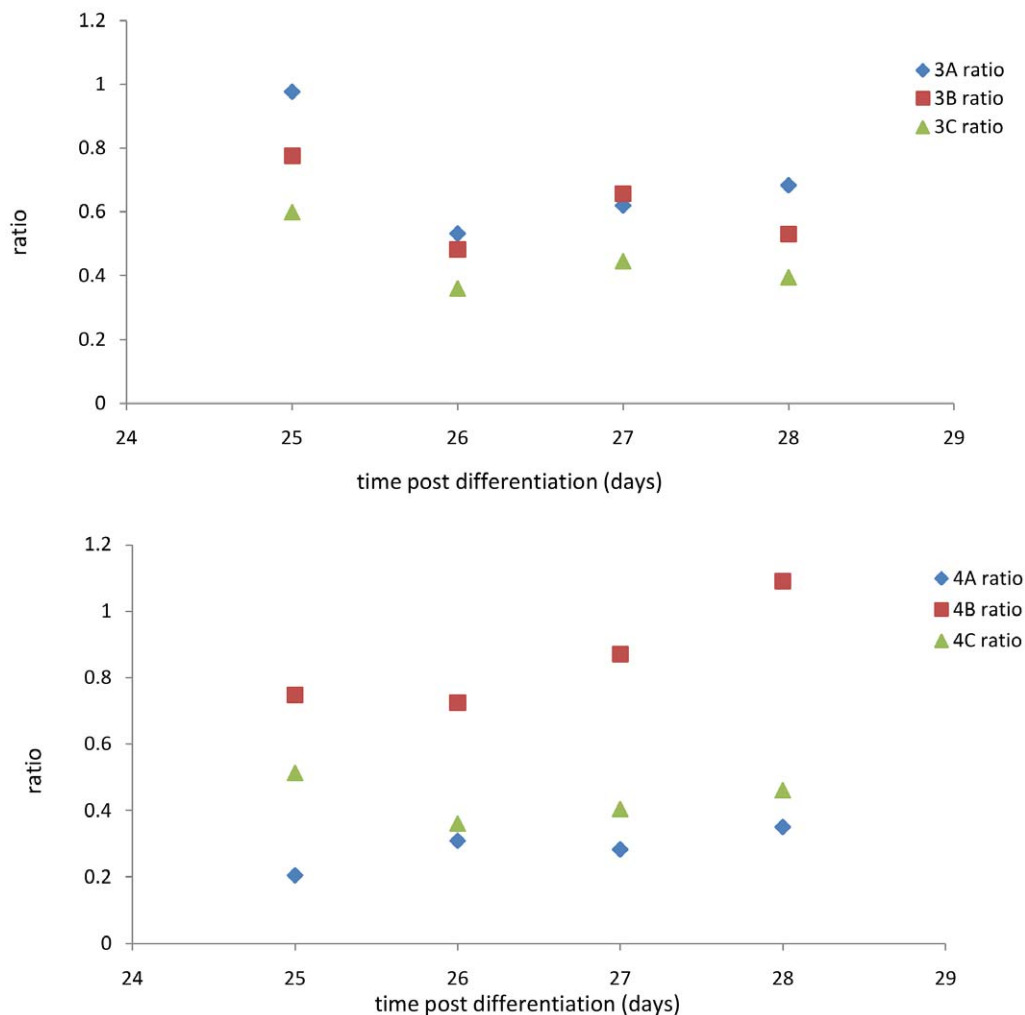 1.2
1
0.8
0.6
0.4
0.2
0
ratio
24 25 26 27 28 29
time post differentiation (days)
3A ratio
3B ratio
3C ratio
1.2
1
0.8
0.6
0.4
0.2
0
ratio
24 25 26 27 28 29
time post differentiation (days)
4A ratio
4B ratio
4C ratio